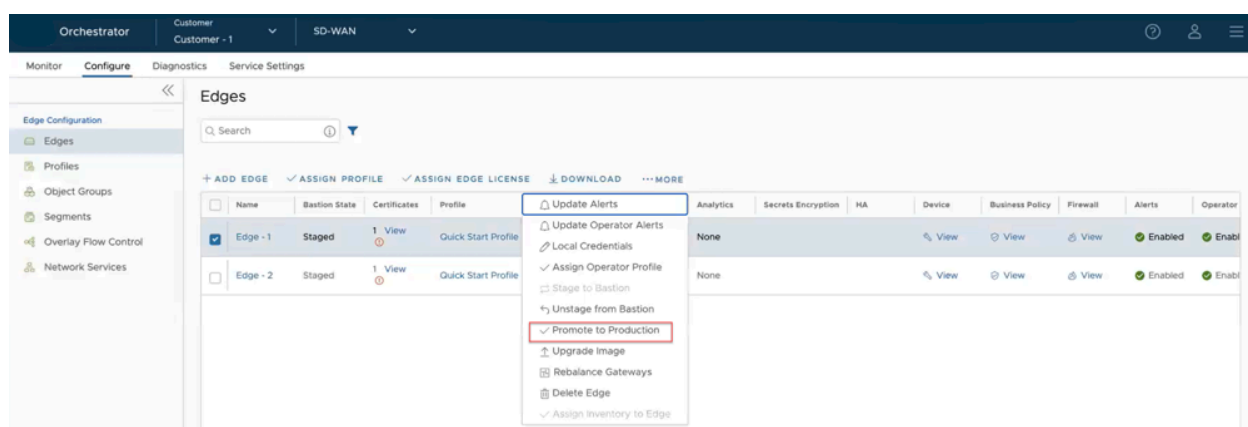 Orchestrator
Customer
Customer - 1
SD-WAN
Monitor Configure Diagnostics Service Settings
Edges
Edge Configuration
Edges
Profiles
Object Groups
Segments
Overlay Flow Control
Network Services
Search
+ ADD EDGE ASSIGN PROFILE ASSIGN EDGE LICENSE DOWNLOAD ···MORE
Name Bastion State Certificates Profile Analytics Secrets Encryption HA Device Business Policy Firewall Alerts Operator
Edge - 1 Staged 1 View Quick Start Profile None View View View Enabled Enabl
Edge - 2 Staged 1 View Quick Start Profile None View View View Enabled Enabl
Update Alerts
Update Operator Alerts
Local Credentials
Assign Operator Profile
Stage to Bastion
Unstage from Bastion
Promote to Production
Upgrade Image
Rebalance Gateways
Delete Edge
Assign Inventory to Edge